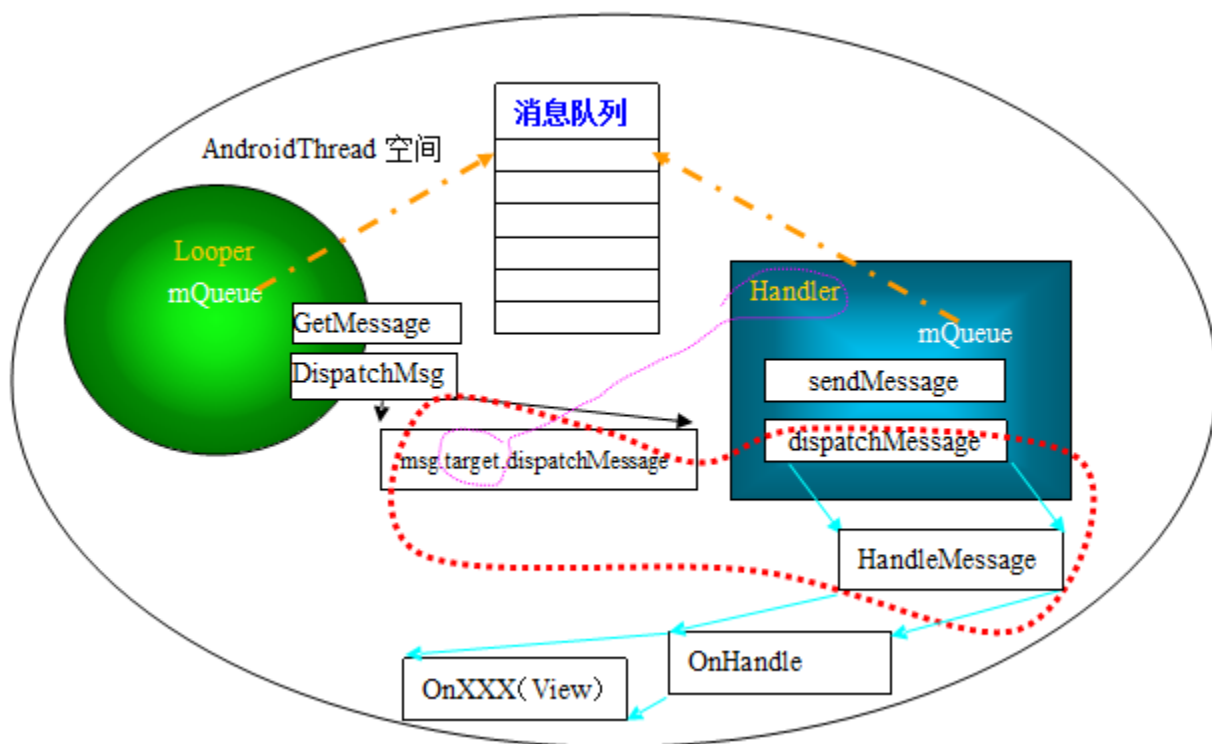 消息队列
AndroidThread 空间
Looper
mQueue
GetMessage
DispatchMsg
msg.target.dispatchMessage
Handler
mQueue
sendMessage
dispatchMessage
HandleMessage
OnHandle
OnXXX(View)